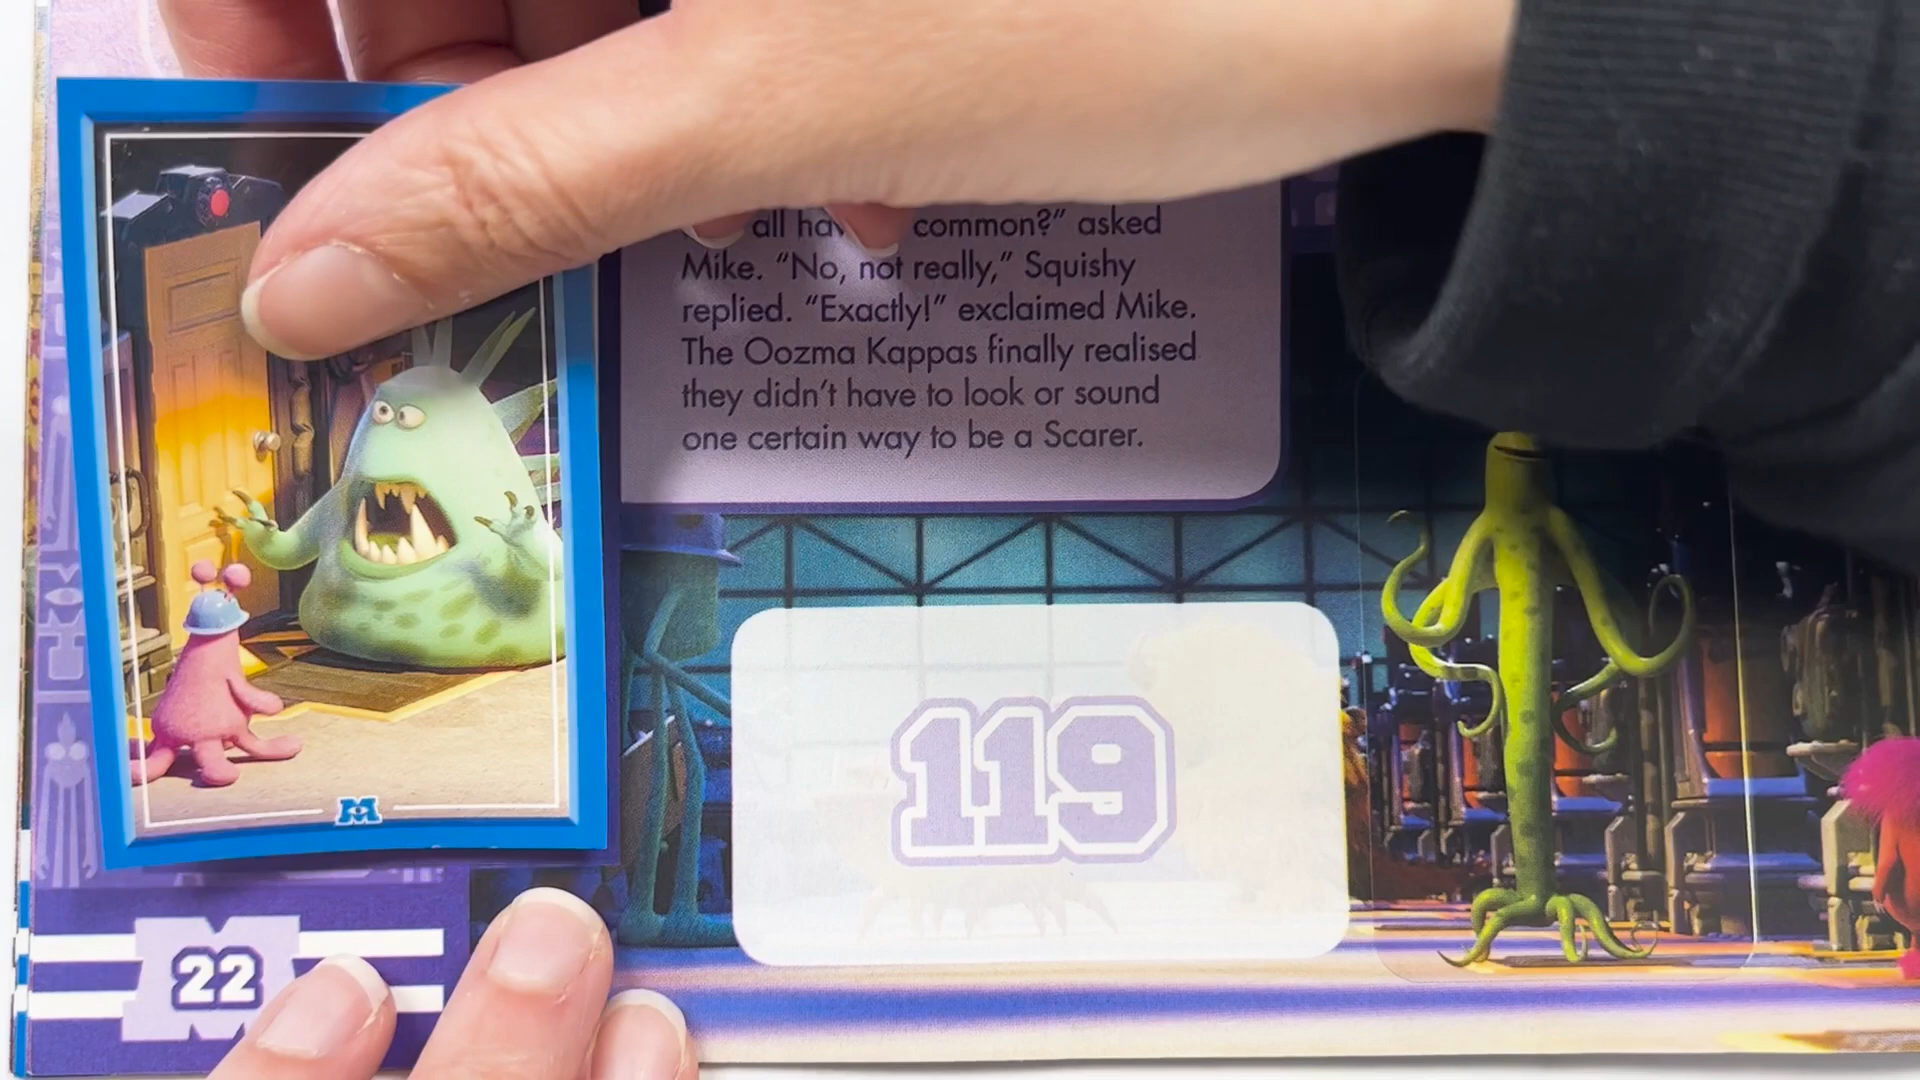 all common?” asked
Mike. “No, not really,” Squishy
replied. “Exactly!” exclaimed Mike.
The Oozma Kappas finally realised
they didn’t have to look or sound
one certain way to be a Scarer.
119
M
22